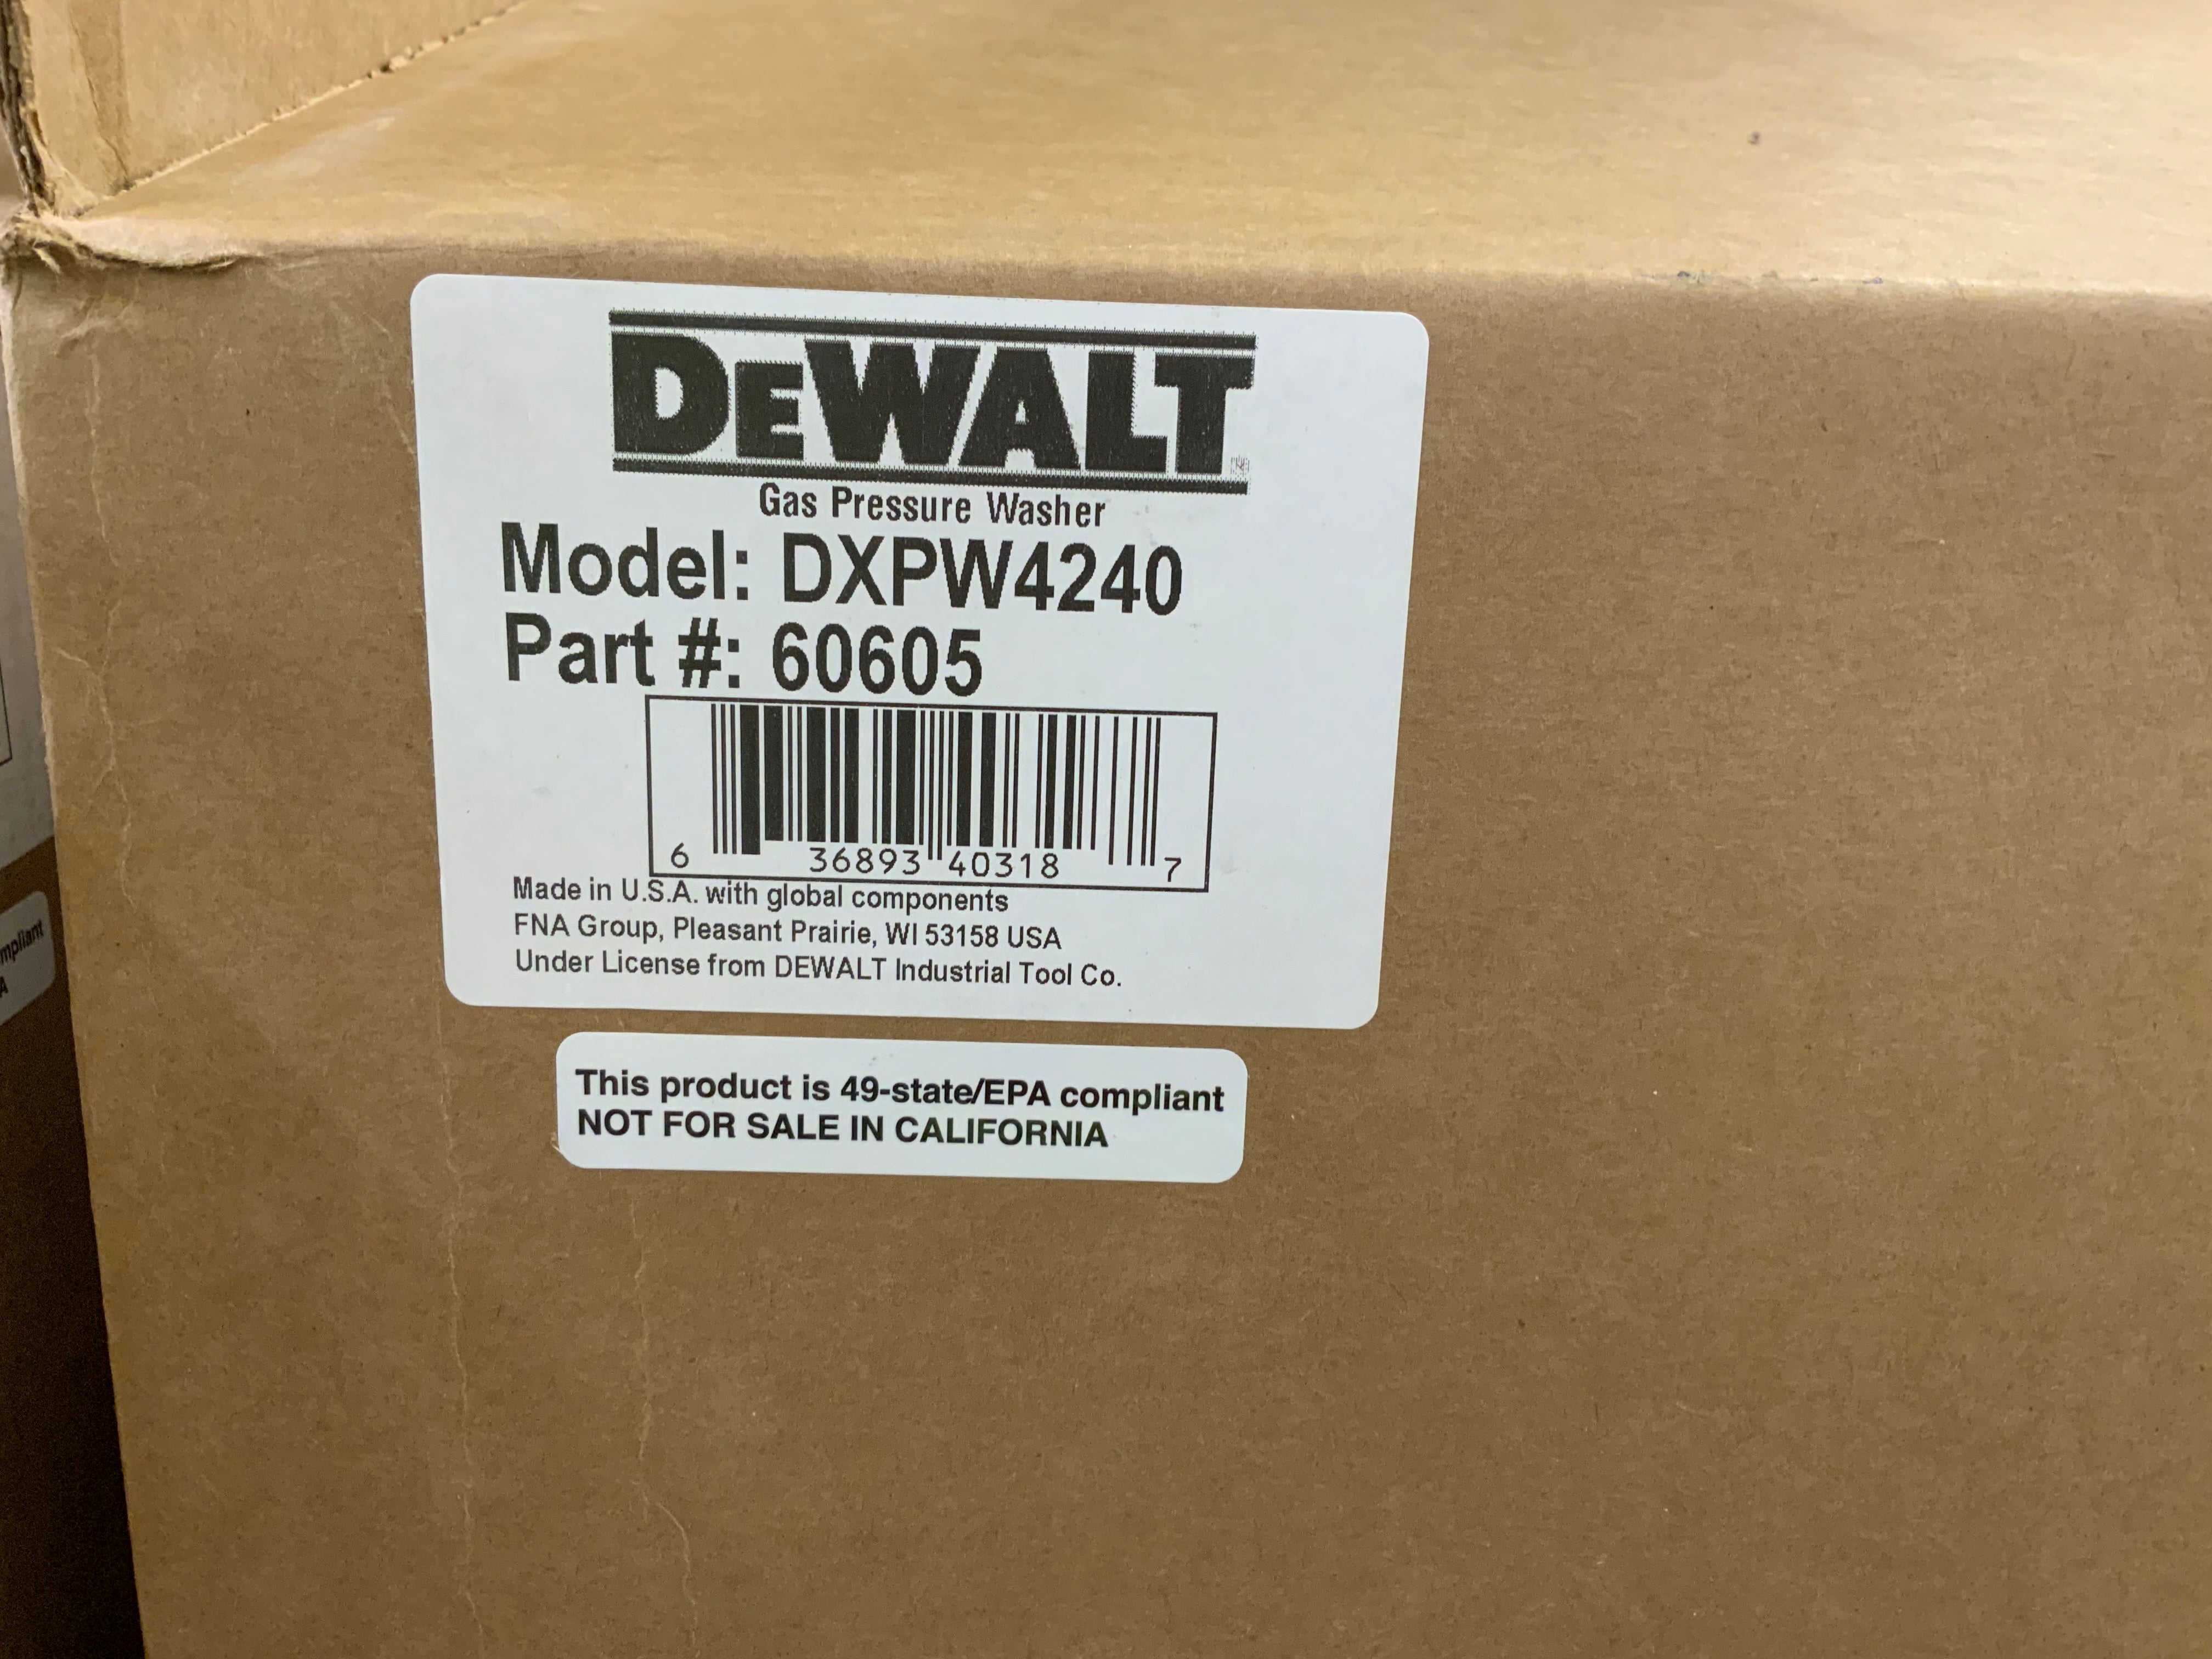 DEWALT
Gas Pressure Washer
Model: DXPW4240
Part #: 60605
6 36893 40318 7
Made in U.S.A. with global components
FNA Group, Pleasant Prairie, WI 53158 USA
Under License from DEWALT Industrial Tool Co.
This product is 49-state/EPA compliant
NOT FOR SALE IN CALIFORNIA
mpliant
A